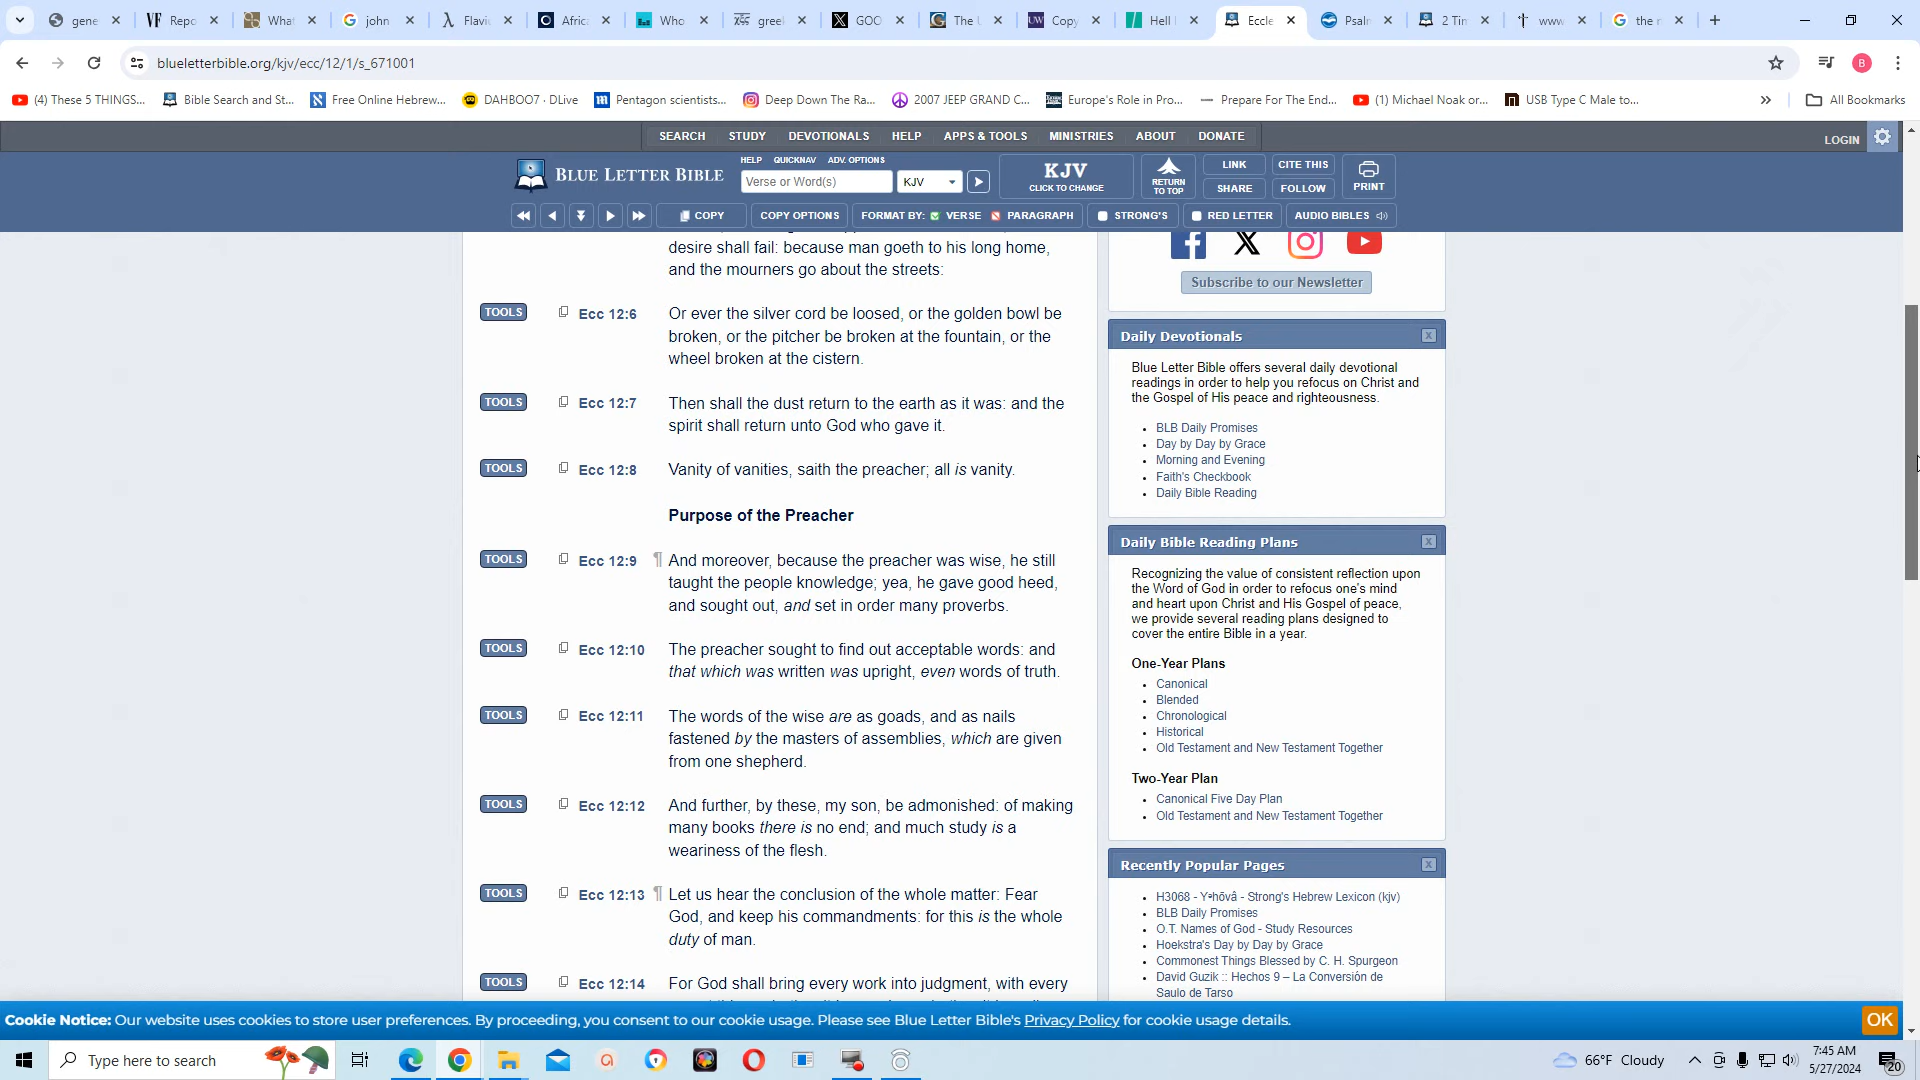 gene
Repo
What
john
Flavi
Africa
Who
greek
GOO
The U
Copy
Hell
Eccle
Psalm
2 Tim
www
the r
blueletterbible.org/kjv/ecc/12/1/s_671001
B
(4) These 5 THINGS...
Bible Search and St...
Free Online Hebrew...
DAHBOO7 · DLive
Pentagon scientists...
Deep Down The Ra...
2007 JEEP GRAND C...
Europe's Role in Pro...
Prepare For The End...
(1) Michael Noak or...
USB Type C Male to...
All Bookmarks
SEARCH STUDY DEVOTIONALS HELP APPS & TOOLS MINISTRIES ABOUT DONATE
LOGIN
BLUE LETTER BIBLE
HELP QUICKNAV ADV. OPTIONS
Verse or Word(s)
KJV
KJV
CLICK TO CHANGE
RETURN
TO TOP
LINK
CITE THIS
SHARE
FOLLOW
PRINT
COPY
COPY OPTIONS
FORMAT BY: VERSE PARAGRAPH
STRONG'S
RED LETTER
AUDIO BIBLES
desire shall fail: because man goeth to his long home,
and the mourners go about the streets:
TOOLS Ecc 12:6 Or ever the silver cord be loosed, or the golden bowl be
broken, or the pitcher be broken at the fountain, or the
wheel broken at the cistern.
TOOLS Ecc 12:7 Then shall the dust return to the earth as it was: and the
spirit shall return unto God who gave it.
TOOLS Ecc 12:8 Vanity of vanities, saith the preacher; all is vanity.
Purpose of the Preacher
TOOLS Ecc 12:9 ¶ And moreover, because the preacher was wise, he still
taught the people knowledge; yea, he gave good heed,
and sought out, and set in order many proverbs.
TOOLS Ecc 12:10 The preacher sought to find out acceptable words: and
that which was written was upright, even words of truth.
TOOLS Ecc 12:11 The words of the wise are as goads, and as nails
fastened by the masters of assemblies, which are given
from one shepherd.
TOOLS Ecc 12:12 And further, by these, my son, be admonished: of making
many books there is no end; and much study is a
weariness of the flesh.
TOOLS Ecc 12:13 ¶ Let us hear the conclusion of the whole matter: Fear
God, and keep his commandments: for this is the whole
duty of man.
TOOLS Ecc 12:14 For God shall bring every work into judgment, with every
Subscribe to our Newsletter
Daily Devotionals
Blue Letter Bible offers several daily devotional
readings in order to help you refocus on Christ and
the Gospel of His peace and righteousness.
BLB Daily Promises
Day by Day by Grace
Morning and Evening
Faith's Checkbook
Daily Bible Reading
Daily Bible Reading Plans
Recognizing the value of consistent reflection upon
the Word of God in order to refocus one's mind
and heart upon Christ and His Gospel of peace,
we provide several reading plans designed to
cover the entire Bible in a year.
One-Year Plans
Canonical
Blended
Chronological
Historical
Old Testament and New Testament Together
Two-Year Plan
Canonical Five Day Plan
Old Testament and New Testament Together
Recently Popular Pages
H3068 - Yᵊhōvâ - Strong's Hebrew Lexicon (kjv)
BLB Daily Promises
O.T. Names of God - Study Resources
Hoekstra's Day by Day by Grace
Commonest Things Blessed by C. H. Spurgeon
David Guzik :: Hechos 9 – La Conversión de
Saulo de Tarso
Cookie Notice: Our website uses cookies to store user preferences. By proceeding, you consent to our cookie usage. Please see Blue Letter Bible's Privacy Policy for cookie usage details.
OK
Type here to search
66°F Cloudy
7:45 AM
5/27/2024
20